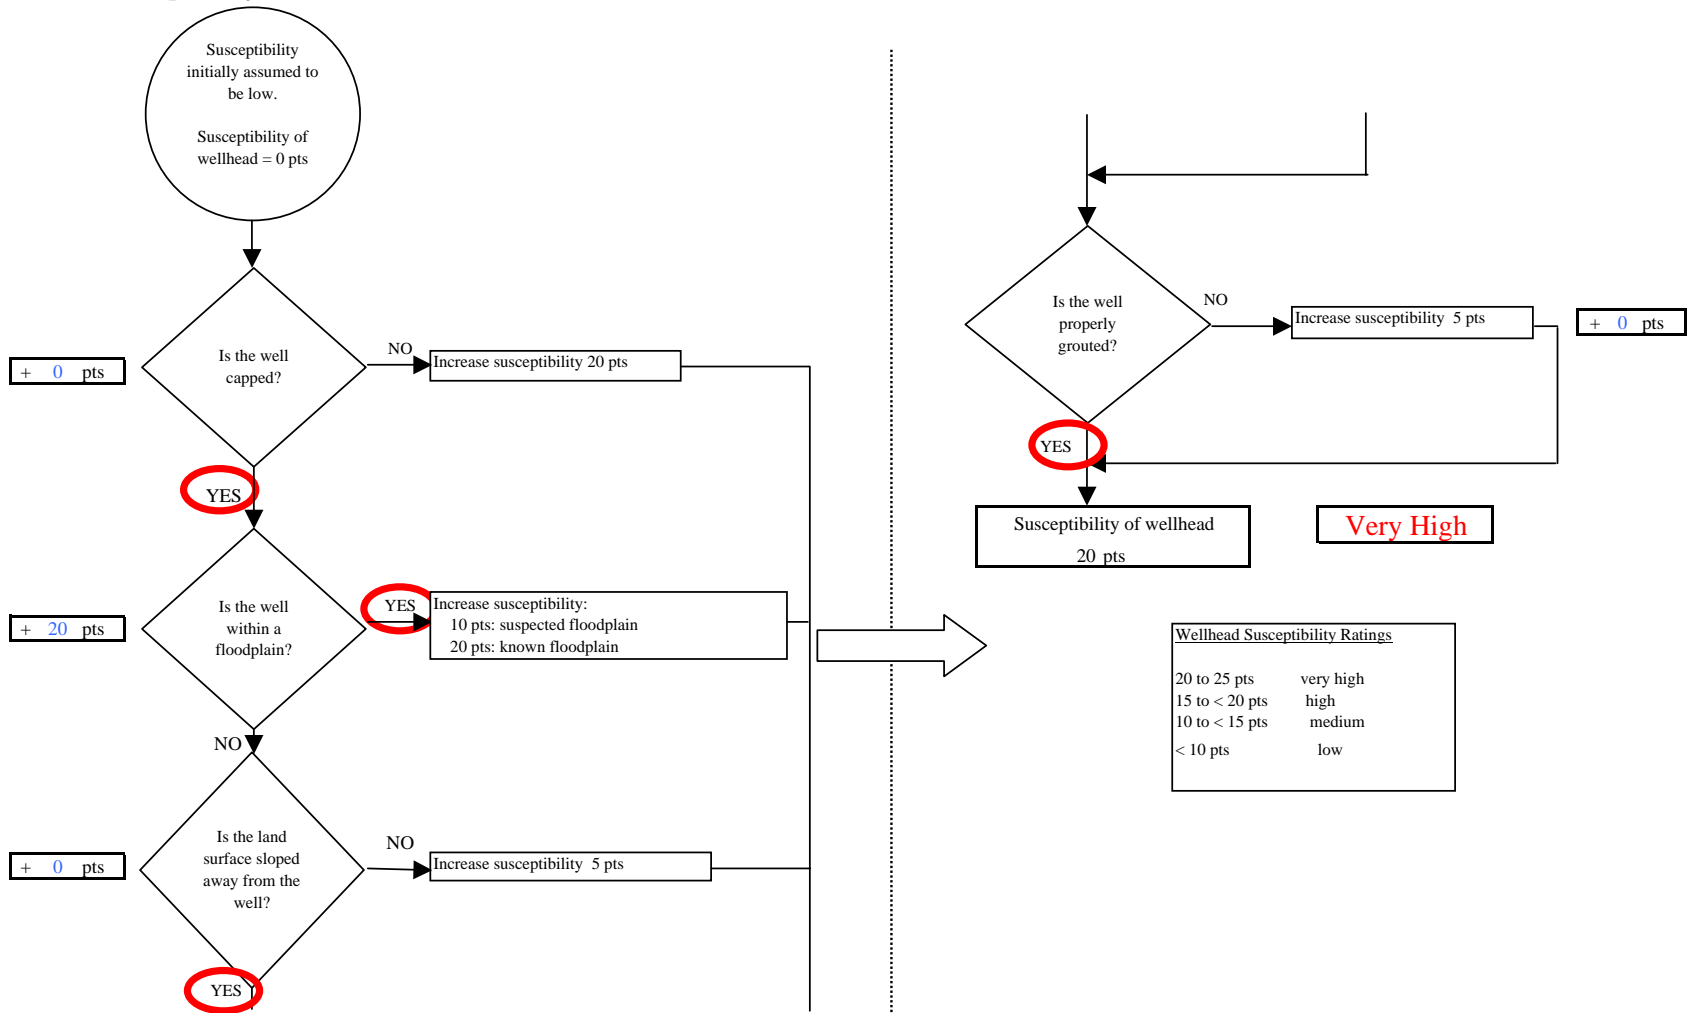 Susceptibility
initially assumed to
be low.
Susceptibility of
wellhead = 0 pts
Is the well
capped?
NO
Increase susceptibility 20 pts
+ 0 pts
YES
Is the well
within a
floodplain?
YES
Increase susceptibility:
10 pts: suspected floodplain
20 pts: known floodplain
+ 20 pts
NO
Is the land
surface sloped
away from the
well?
NO
Increase susceptibility 5 pts
+ 0 pts
YES
Is the well
properly
grouted?
NO
Increase susceptibility 5 pts
+ 0 pts
YES
Susceptibility of wellhead
20 pts
Very High
Wellhead Susceptibility Ratings
20 to 25 pts very high
15 to < 20 pts high
10 to < 15 pts medium
< 10 pts low